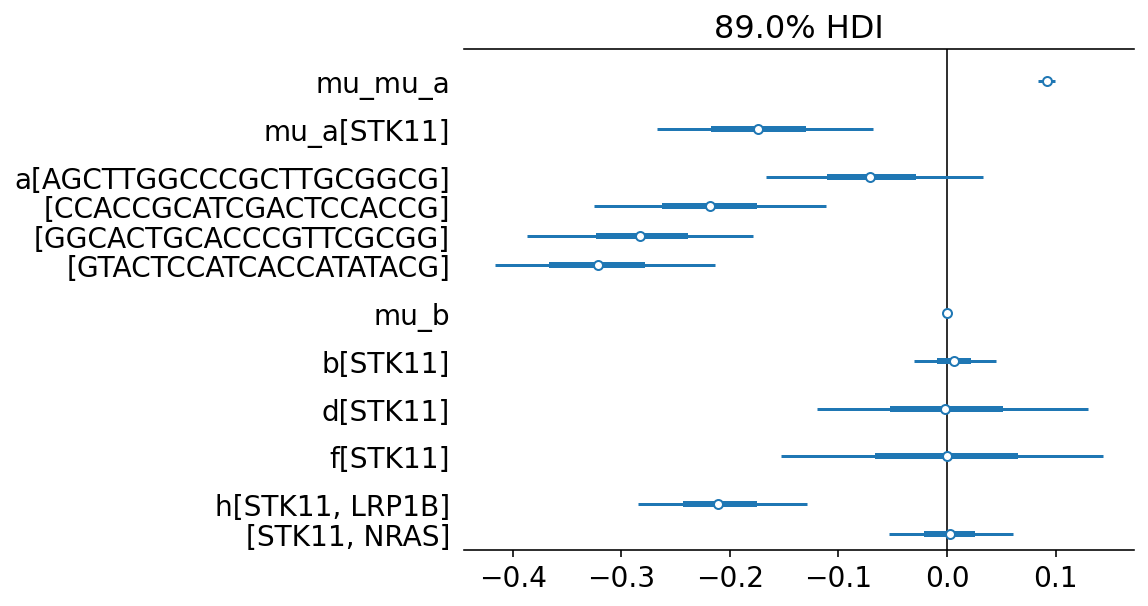 89.0% HDI
mu_mu_a
mu_a[STK11]
a[AGCTTGGCCCGCTTGCGGCG]
[CCACCGCATCGACTCCACCG]
[GGCACTGCACCCGTTCGCGG]
[GTACTCCATCACCATATACG]
mu_b
b[STK11]
d[STK11]
f[STK11]
h[STK11, LRP1B]
[STK11, NRAS]
−0.4 −0.3 −0.2 −0.1 0.0 0.1